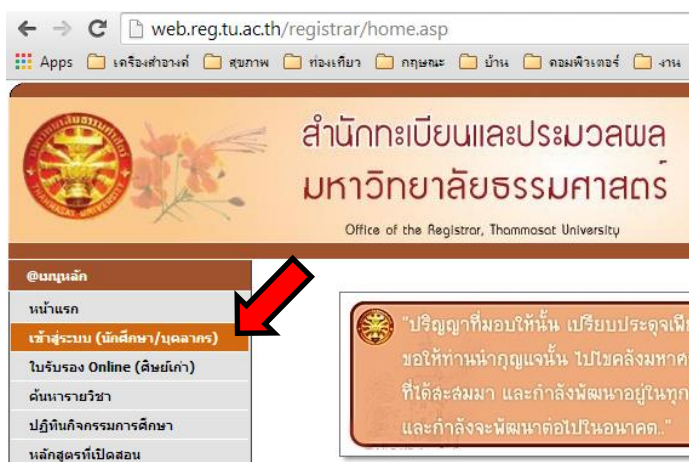 web.reg.tu.ac.th/registrar/home.asp
Apps เครื่องสำอางค์ สุขภาพ ท่องเที่ยว กฤษณะ บ้าน คอมพิวเตอร์ งาน
สำนักทะเบียนและประมวลผล
มหาวิทยาลัยธรรมศาสตร์
Office of the Registrar, Thammasat University
@เมนูหลัก
หน้าแรก
เข้าสู่ระบบ (นักศึกษา/บุคลากร)
ใบรับรอง Online (ศิษย์เก่า)
ค้นหารายวิชา
ปฏิทินกิจกรรมการศึกษา
หลักสูตรที่เปิดสอน
"ปริญญาที่มอบให้นั้น เปรียบประดุจเพี
ขอให้ท่านนำกุญแจนั้น ไปไขคลังมหาศ
ที่ได้สะสมมา และกำลังพัฒนาอยู่ในทุก
และกำลังจะพัฒนาต่อไปในอนาคต.."